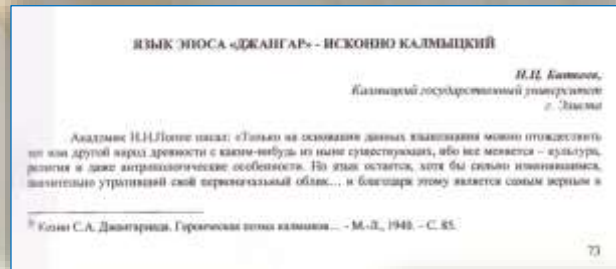 ЯЗЫК ЭПОСА «ДЖАНГАР» - ИСКОННО КАЛМЫЦКИЙ
Н.Ц. Биткеев,
Калмыцкий государственный университет
г. Элиста
Академик Н.Н.Поппе писал: «Только на основании данных языкознания можно отождествить
тот или другой народ древности с каким-нибудь из ныне существующих, ибо все меняется – культура,
религия и даже антропологические особенности. Но язык остается, хотя бы сильно изменившимся,
значительно утративший свой первоначальный облик… и благодаря этому является самым верным и
Козин С.А. Джангариада. Героическая поэма калмыков… - М.-Л., 1940. – С. 85.
73